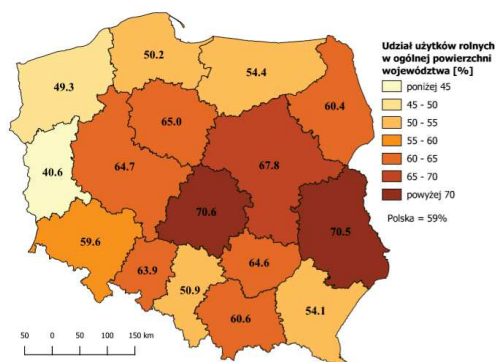 50.2
49.3
54.4
60.4
65.0
64.7
67.8
40.6
70.6
70.5
59.6
63.9
64.6
50.9
60.6
54.1
Udział użytków rolnych
w ogólnej powierzchni
województwa [%]
poniżej 45
45 - 50
50 - 55
55 - 60
60 - 65
65 - 70
powyżej 70
Polska = 59%
50 0 50 100 150 km